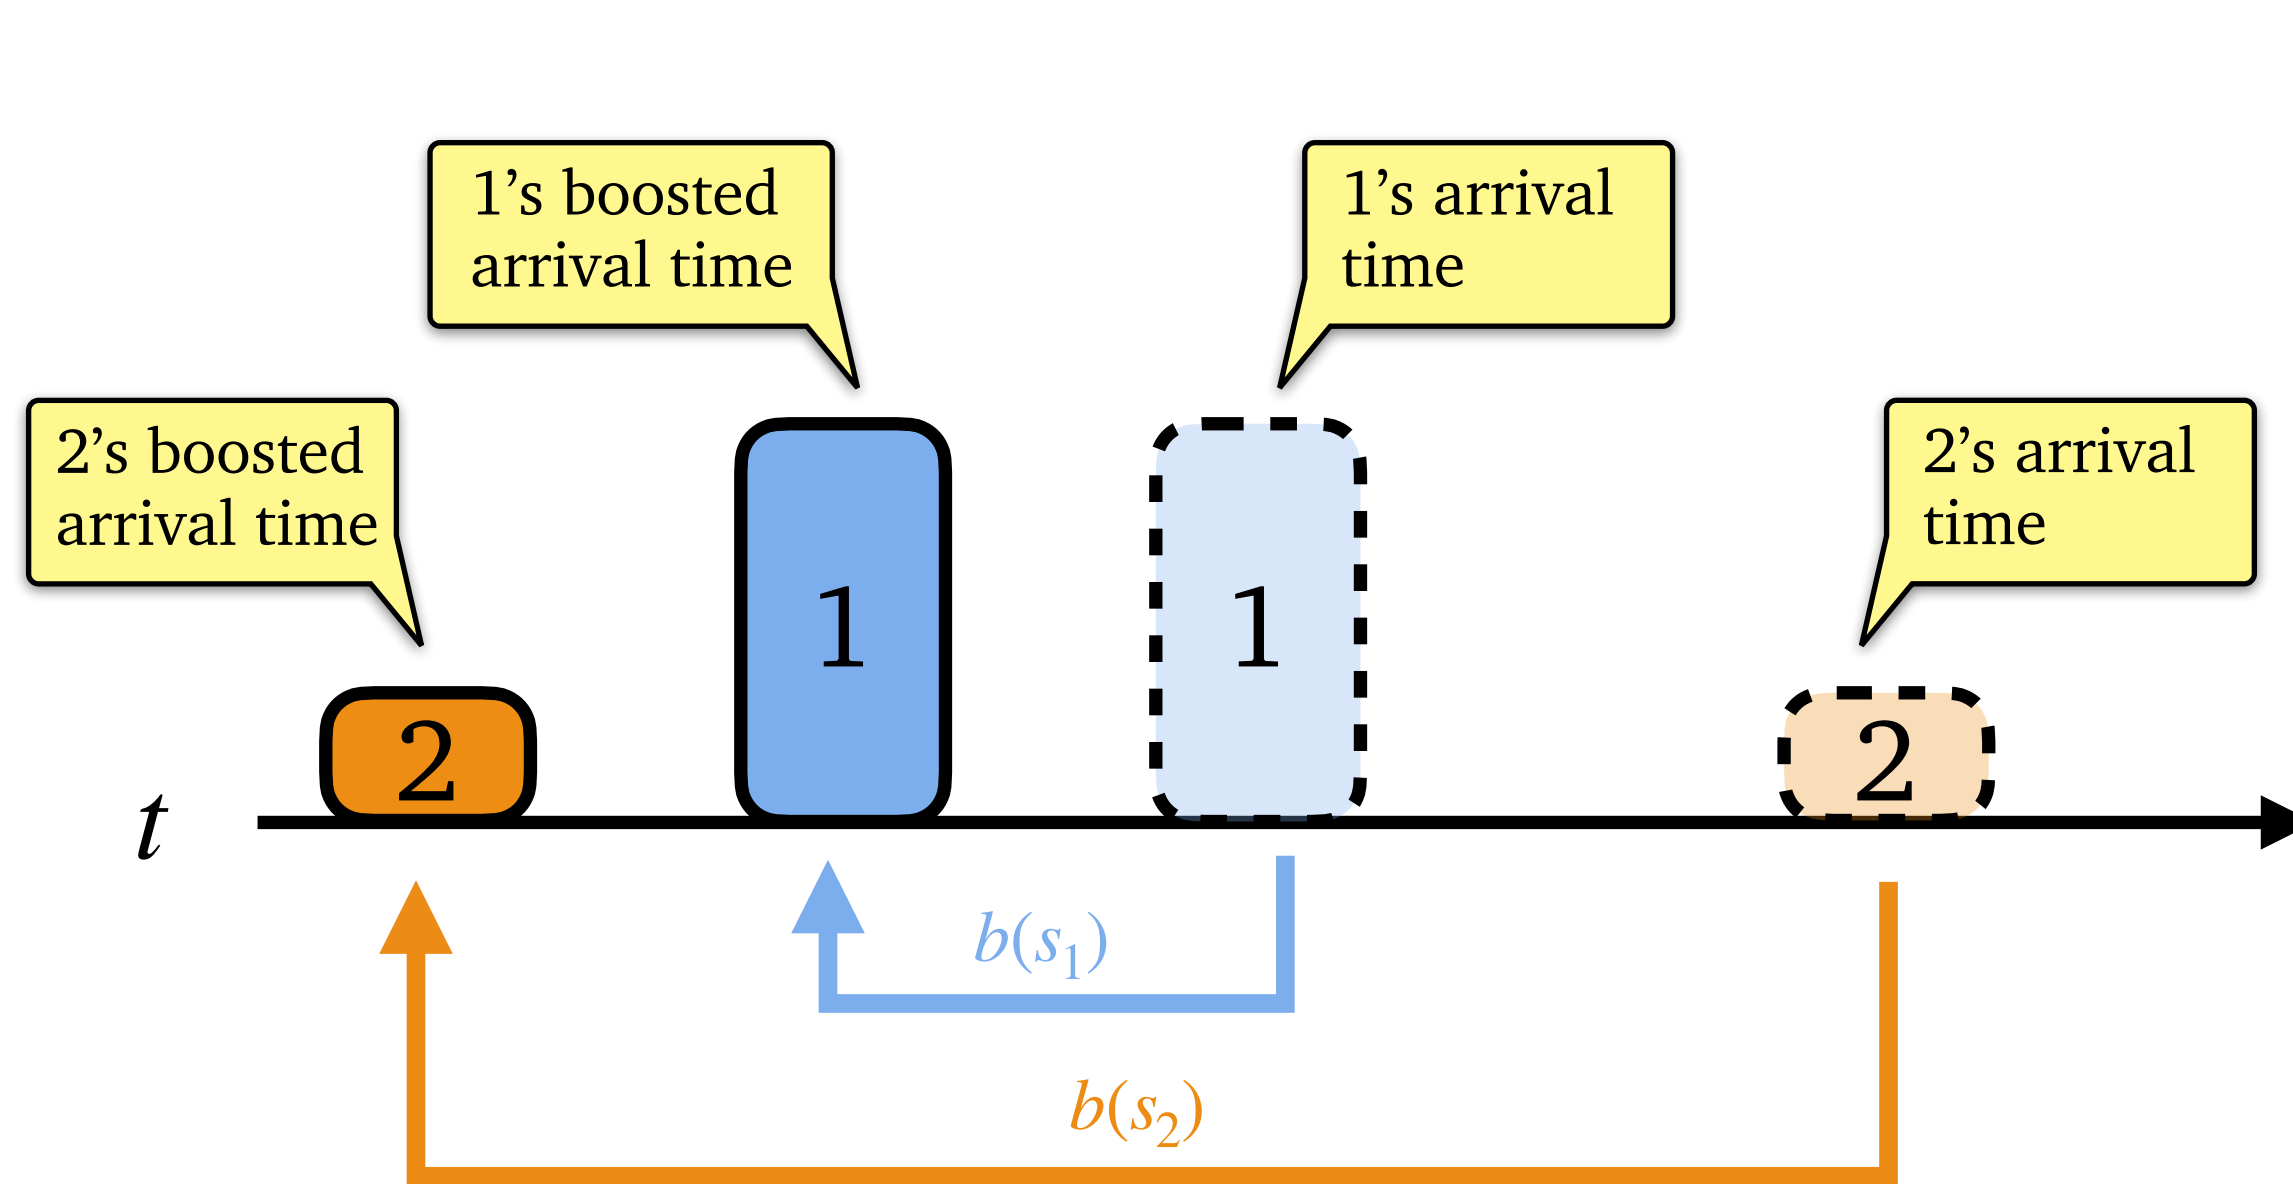 1’s boosted
arrival time
1’s arrival
time
2’s boosted
arrival time
2’s arrival
time
1
1
2
2
t
b(s₁)
b(s₂)